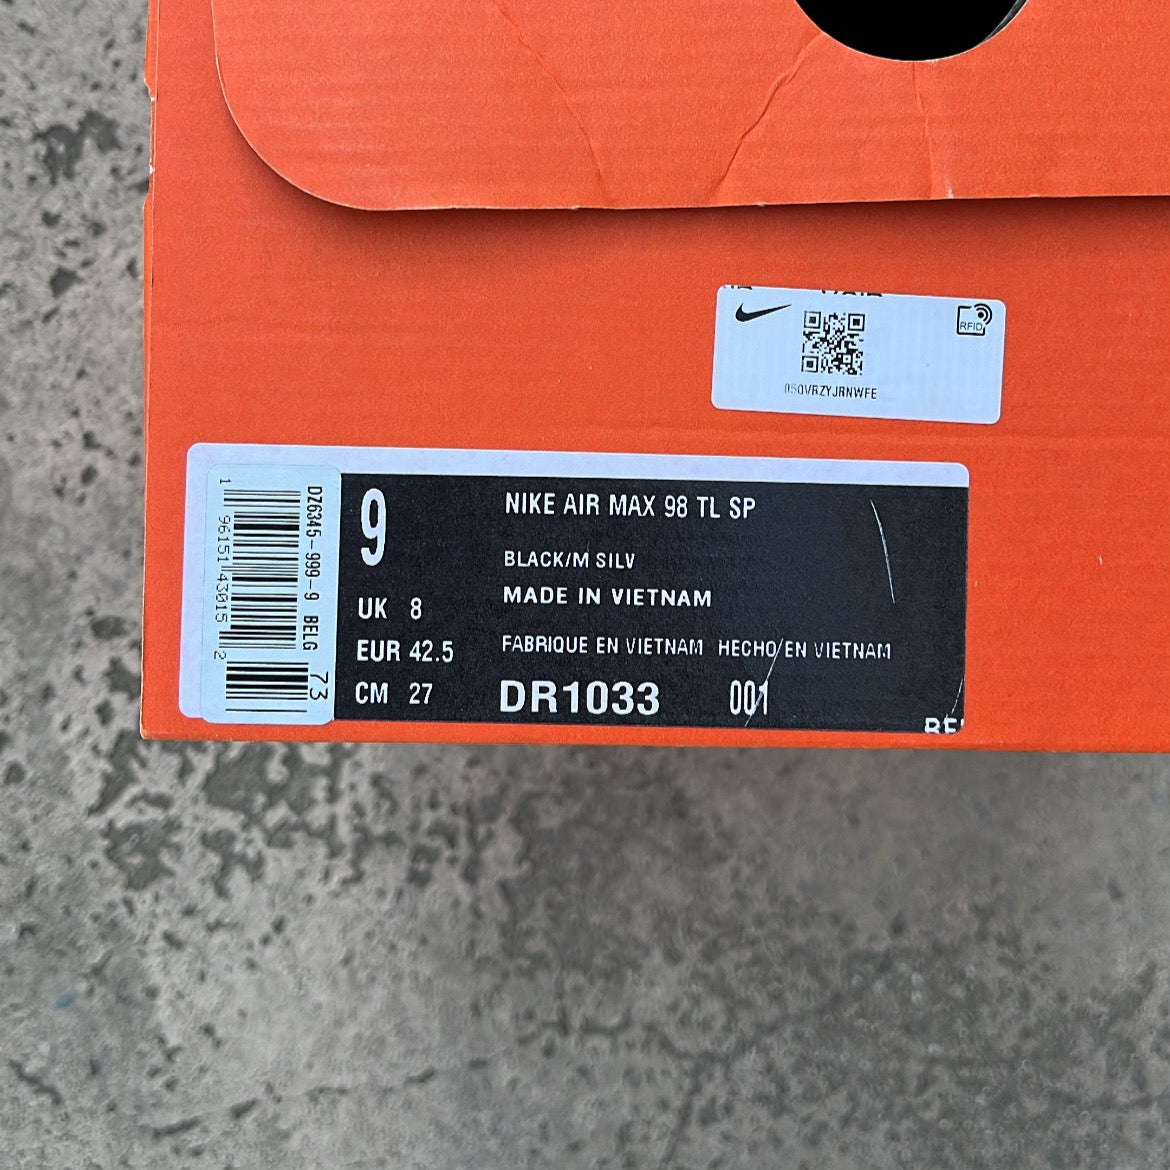 RFID
05QVRZYJRNWFE
DZ6345-999-9 BELG
73
1 96151 43015 2
9
UK 8
EUR 42.5
CM 27
NIKE AIR MAX 98 TL SP
BLACK/M SILV
MADE IN VIETNAM
FABRIQUE EN VIETNAM HECHO EN VIETNAM
DR1033 001